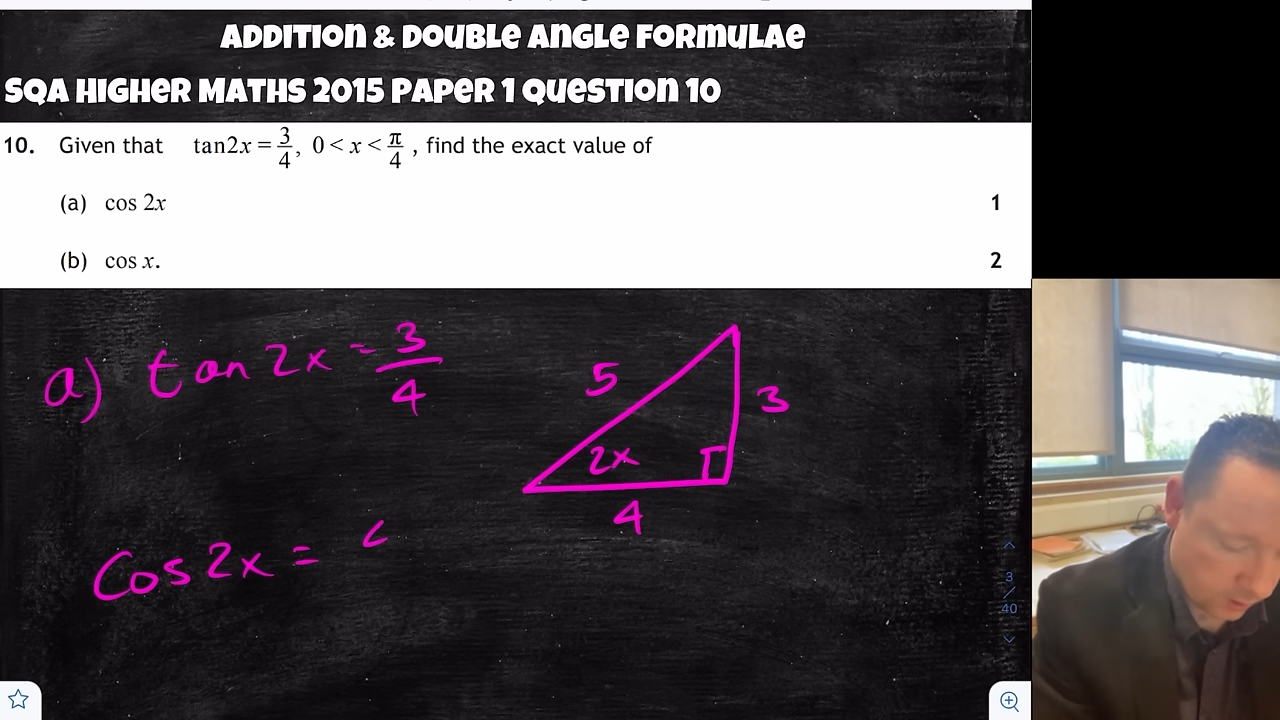 ADDITION & DOUBLE ANGLE FORMULAE
SQA HIGHER MATHS 2015 PAPER 1 QUESTION 10
10. Given that tan2x = 3/4, 0 < x < π/4, find the exact value of
(a) cos 2x 1
(b) cos x. 2
a) tan 2x = 3/4
5
3
2x
4
Cos 2x =
3
/
40